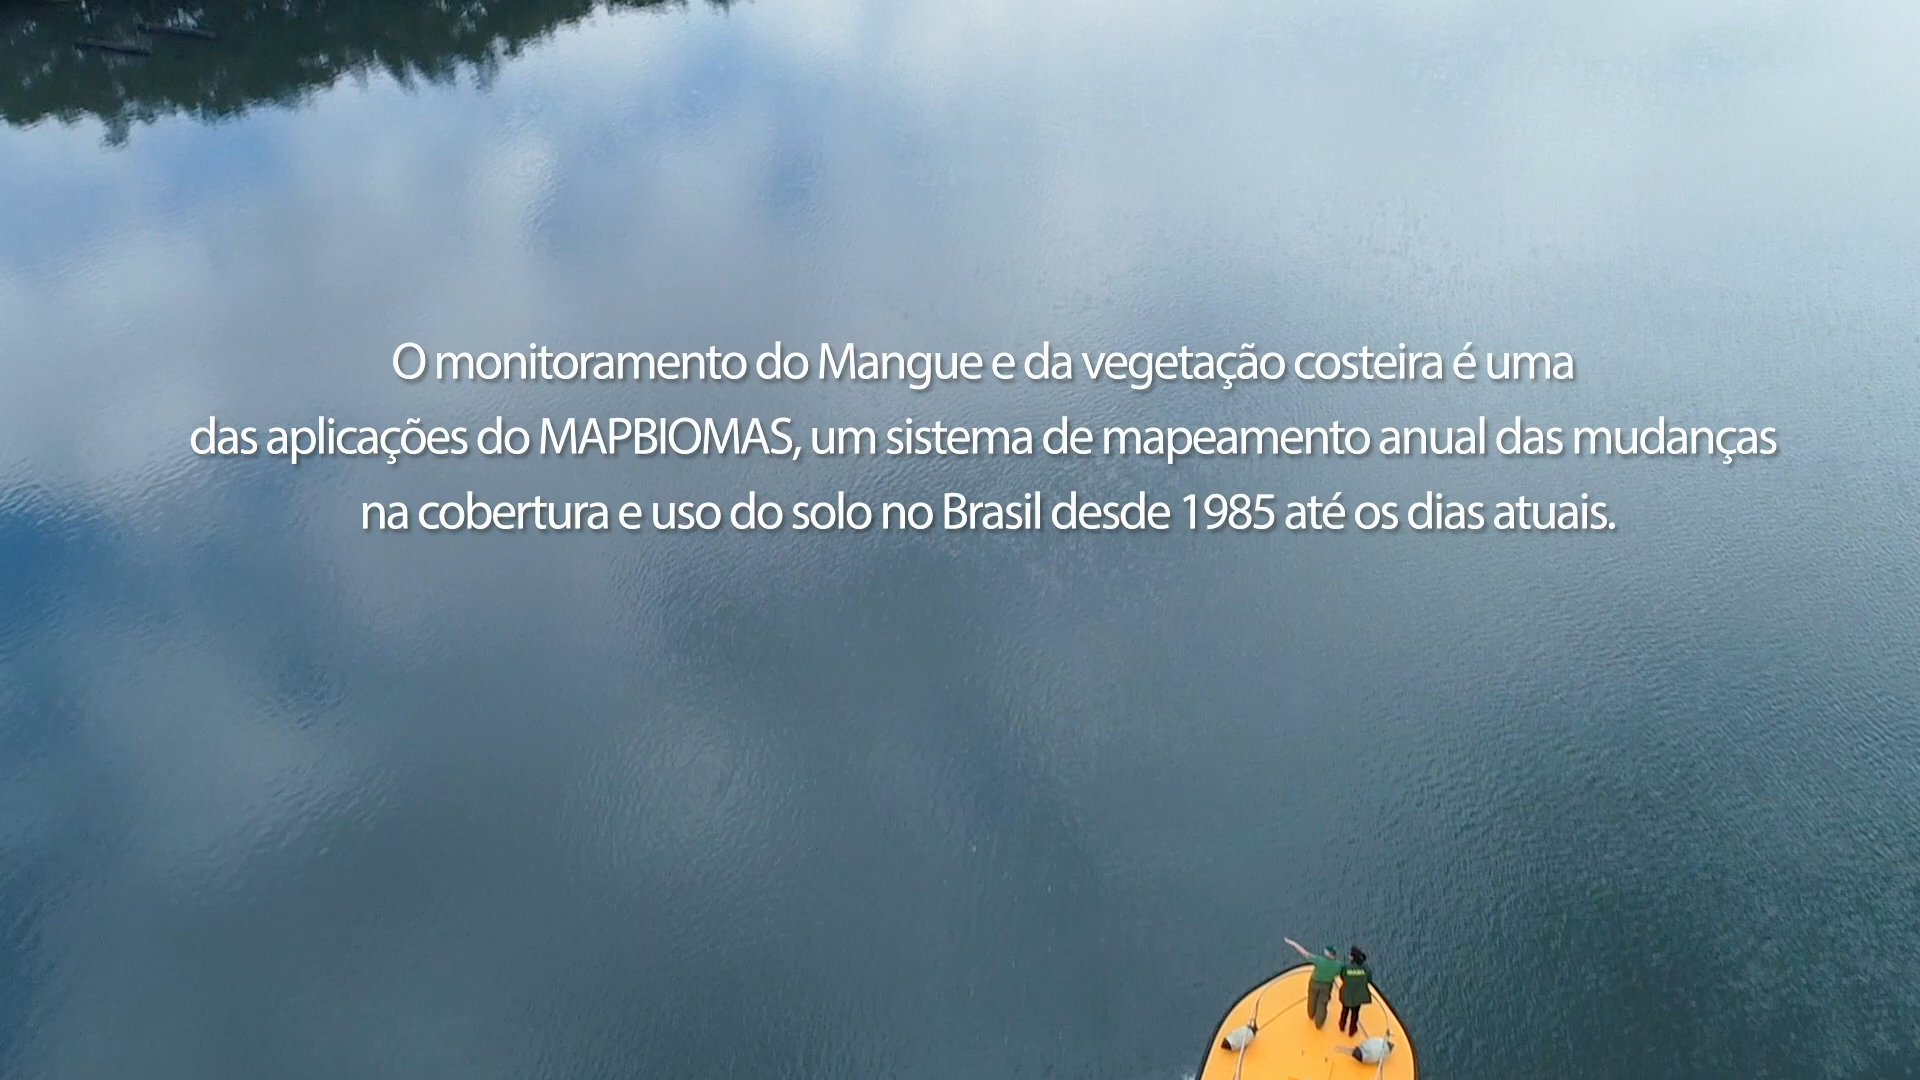 O monitoramento do Mangue e da vegetação costeira é uma
das aplicações do MAPBIOMAS, um sistema de mapeamento anual das mudanças
na cobertura e uso do solo no Brasil desde 1985 até os dias atuais.